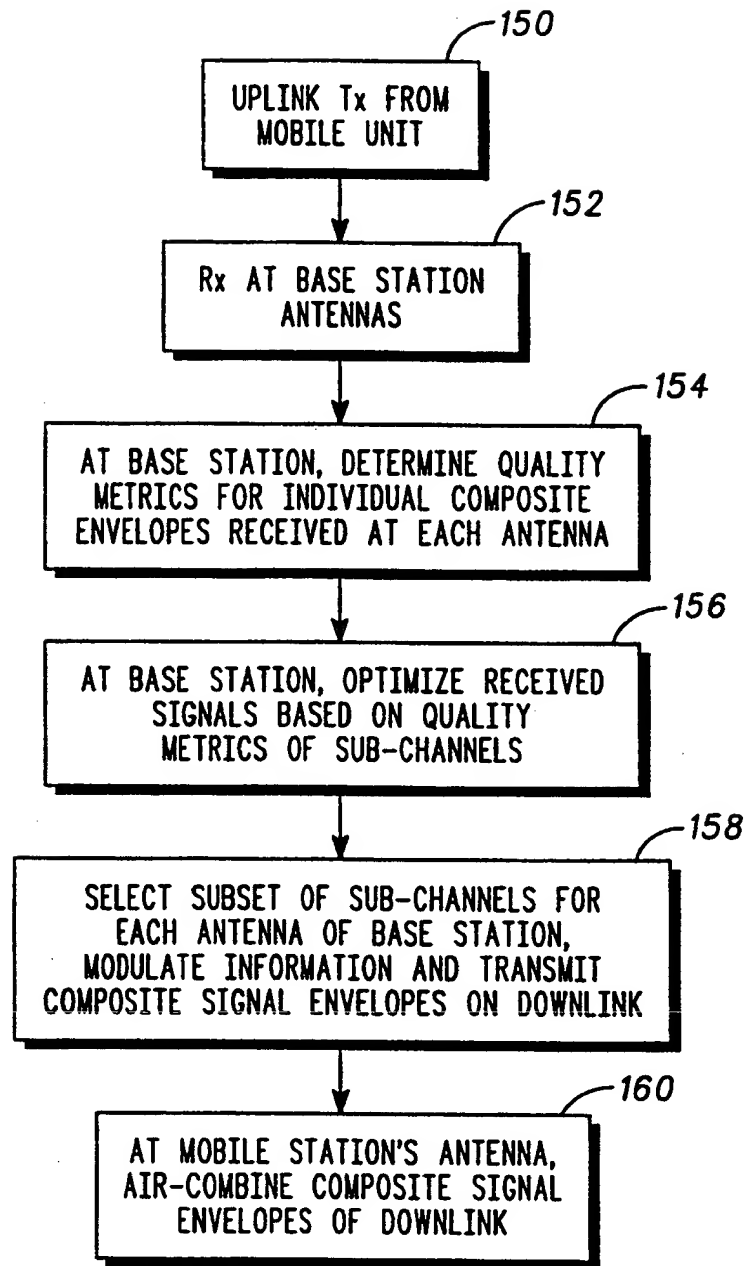 150
UPLINK Tx FROM
MOBILE UNIT
152
Rx AT BASE STATION
ANTENNAS
154
AT BASE STATION, DETERMINE QUALITY
METRICS FOR INDIVIDUAL COMPOSITE
ENVELOPES RECEIVED AT EACH ANTENNA
156
AT BASE STATION, OPTIMIZE RECEIVED
SIGNALS BASED ON QUALITY
METRICS OF SUB-CHANNELS
158
SELECT SUBSET OF SUB-CHANNELS FOR
EACH ANTENNA OF BASE STATION,
MODULATE INFORMATION AND TRANSMIT
COMPOSITE SIGNAL ENVELOPES ON DOWNLINK
160
AT MOBILE STATION'S ANTENNA,
AIR-COMBINE COMPOSITE SIGNAL
ENVELOPES OF DOWNLINK